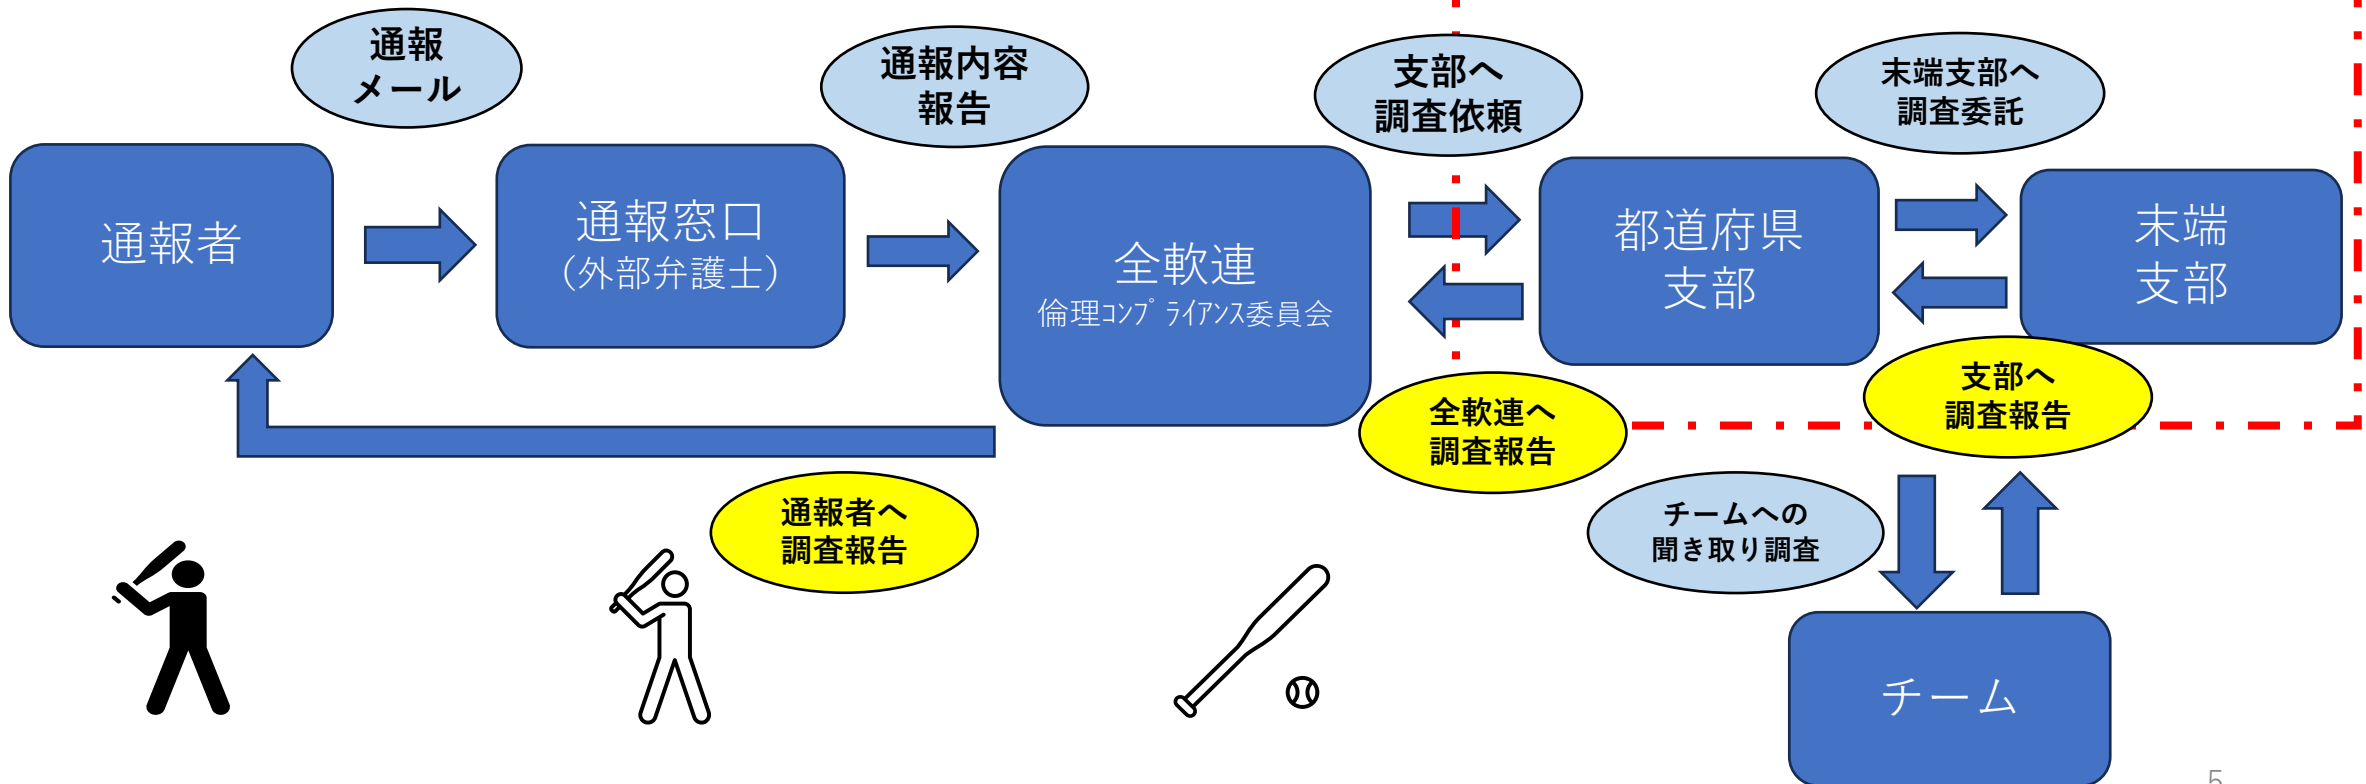 通報
メール
通報内容
報告
支部へ
調査依頼
末端支部へ
調査委託
通報者
通報窓口
（外部弁護士）
全軟連
倫理ｺﾝﾌﾟﾗｲｱﾝｽ委員会
都道府県
支部
末端
支部
全軟連へ
調査報告
支部へ
調査報告
通報者へ
調査報告
チームへの
聞き取り調査
チーム
5